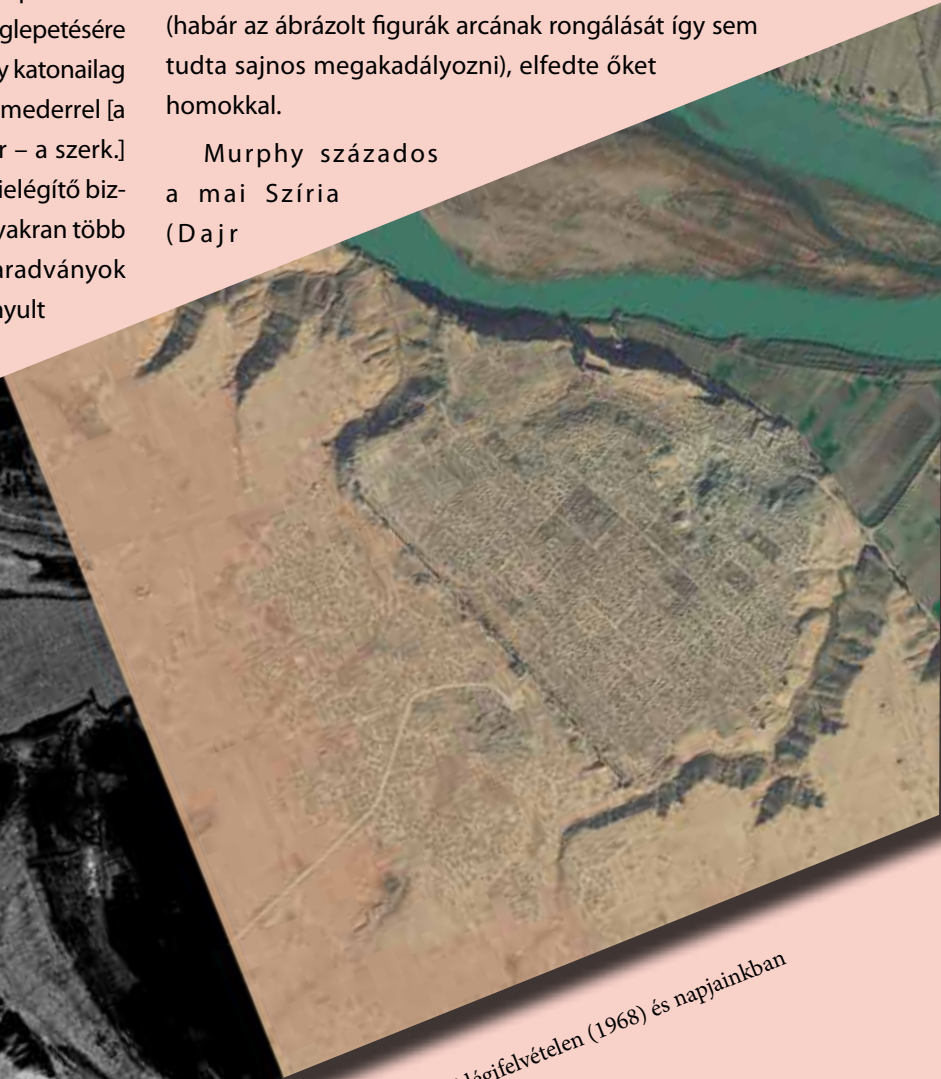 glepetésére
y katonailag
mederrel [a
r – a szerk.]
ielégítő biz-
yakran több
aradványok
nyult
(habár az ábrázolt figurák arcának rongálását így sem
tudta sajnos megakadályozni), elfedte őket
homokkal.
Murphy százados
a mai Szíria
(Dajr
légifelvételen (1968) és napjainkban